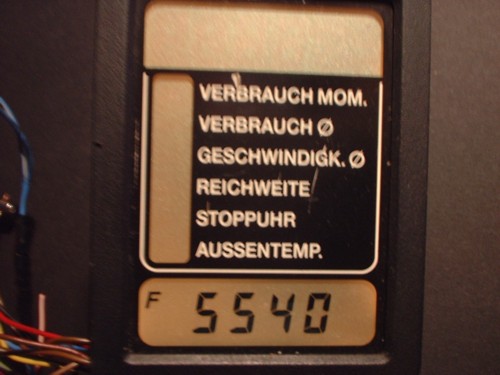 VERBRAUCH MOM.
VERBRAUCH Ø
GESCHWINDIGK. Ø
REICHWEITE
STOPPUHR
AUSSENTEMP.
F 5540